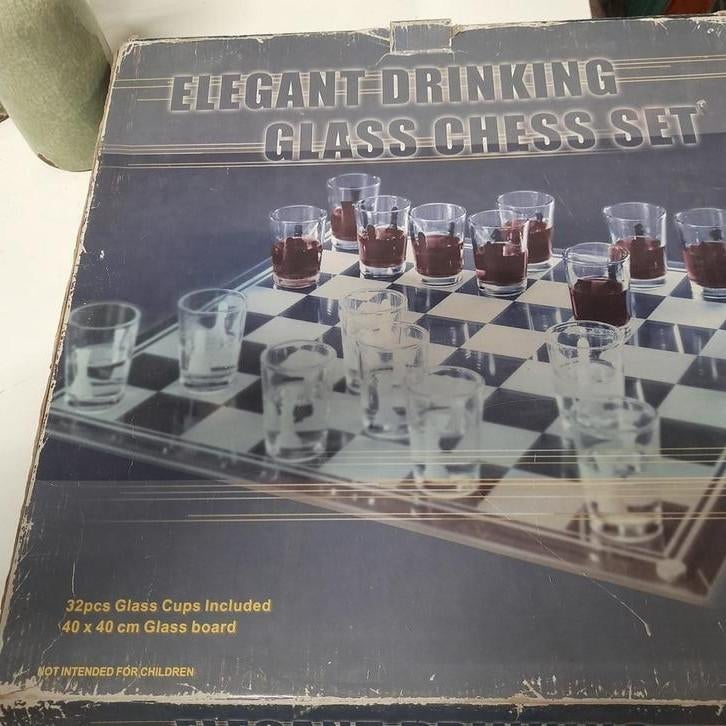 ELEGANT DRINKING
GLASS CHESS SET
32pcs Glass Cups Included
40 x 40 cm Glass board
NOT INTENDED FOR CHILDREN